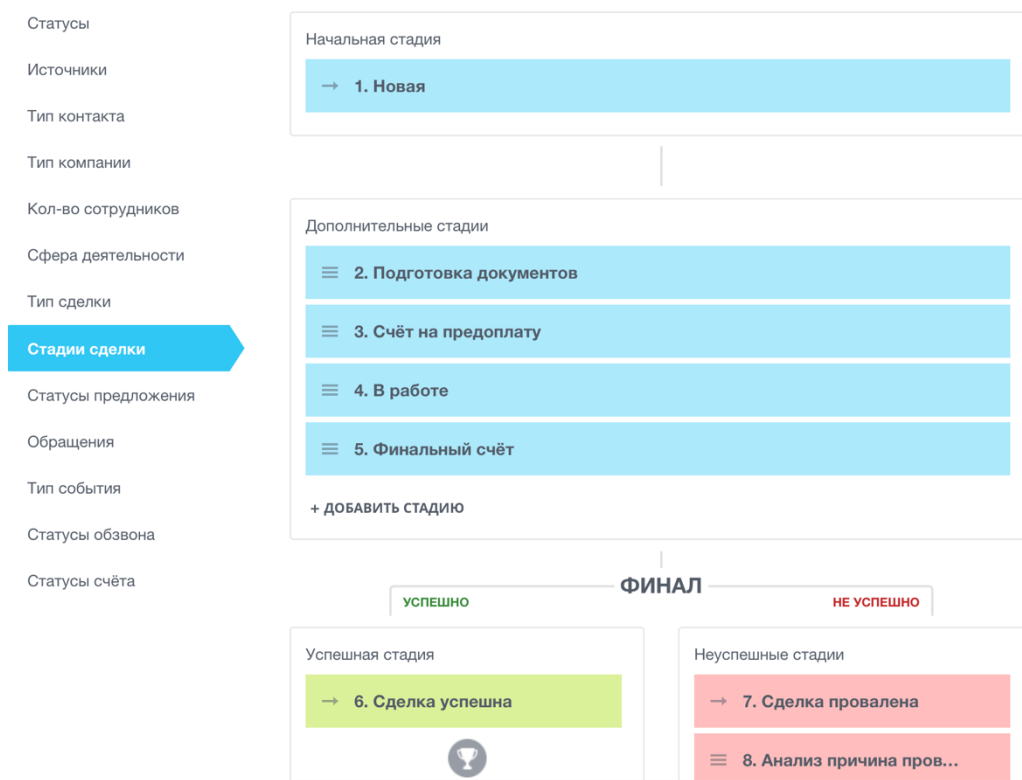 Статусы
Источники
Тип контакта
Тип компании
Кол-во сотрудников
Сфера деятельности
Тип сделки
Стадии сделки
Статусы предложения
Обращения
Тип события
Статусы обзвона
Статусы счёта
Начальная стадия
→ 1. Новая
Дополнительные стадии
2. Подготовка документов
3. Счёт на предоплату
4. В работе
5. Финальный счёт
+ ДОБАВИТЬ СТАДИЮ
ФИНАЛ
УСПЕШНО
НЕ УСПЕШНО
Успешная стадия
→ 6. Сделка успешна
Неуспешные стадии
→ 7. Сделка провалена
8. Анализ причина пров...